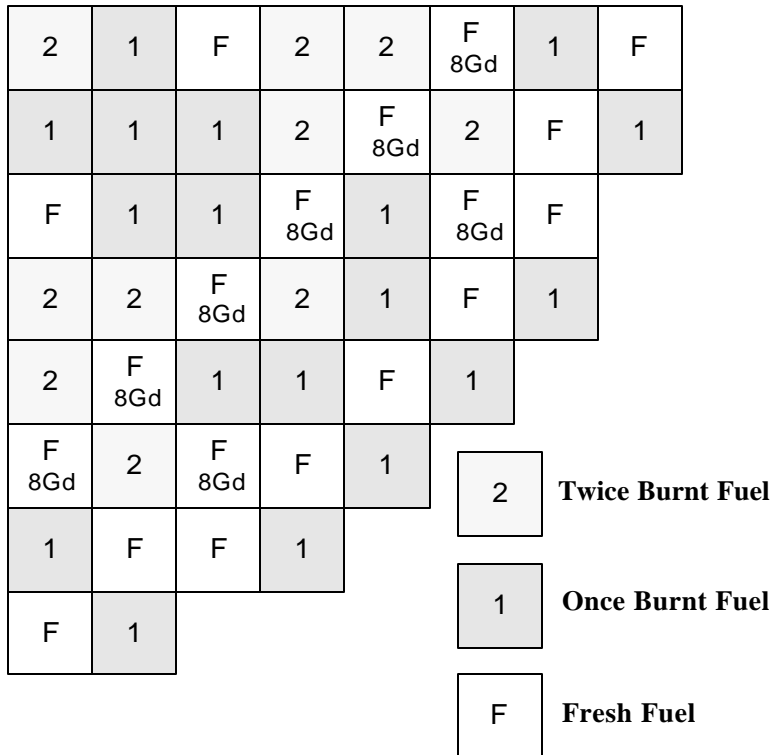 2 1 F 2 2 F 8Gd 1 F
1 1 1 2 F 8Gd 2 F 1
F 1 1 F 8Gd 1 F 8Gd F
2 2 F 8Gd 2 1 F 1
2 F 8Gd 1 1 F 1
F 8Gd 2 F 8Gd F 1
2 Twice Burnt Fuel
1 F F 1
1 Once Burnt Fuel
F 1
F Fresh Fuel